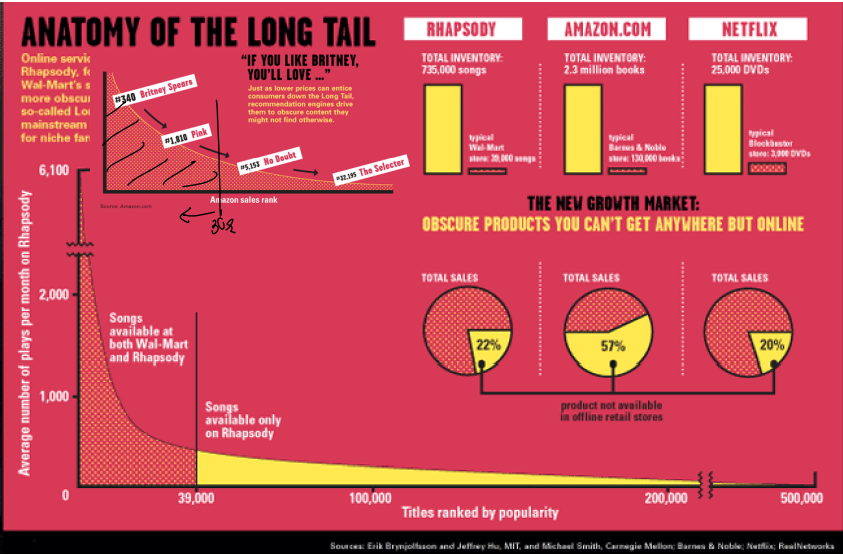 ANATOMY OF THE LONG TAIL
Online servic
Rhapsody, fo
Wal-Mart's s
more obscur
so-called Lo
mainstream
for niche fan
"IF YOU LIKE BRITNEY,
YOU'LL LOVE ..."
Just as lower prices can entice
consumers down the Long Tail,
recommendation engines drive
them to obscure content they
might not find otherwise.
#340 Britney Spears
#1,810 Pink
#5,153 No Doubt
#32,195 The Selecter
Source: Amazon.com
Amazon sales rank
RHAPSODY
TOTAL INVENTORY:
735,000 songs
typical
Wal-Mart
store: 39,000 songs
AMAZON.COM
TOTAL INVENTORY:
2.3 million books
typical
Barnes & Noble
store: 130,000 books
NETFLIX
TOTAL INVENTORY:
25,000 DVDs
typical
Blockbuster
store: 3,000 DVDs
THE NEW GROWTH MARKET:
OBSCURE PRODUCTS YOU CAN'T GET ANYWHERE BUT ONLINE
TOTAL SALES
22%
TOTAL SALES
57%
TOTAL SALES
20%
product not available
in offline retail stores
Average number of plays per month on Rhapsody
6,100
2,000
1,000
0
Songs
available at
both Wal-Mart
and Rhapsody
Songs
available only
on Rhapsody
39,000
100,000
200,000
500,000
Titles ranked by popularity
Sources: Erik Brynjolfsson and Jeffrey Hu, MIT, and Michael Smith, Carnegie Mellon; Barnes & Noble; Netflix; RealNetworks